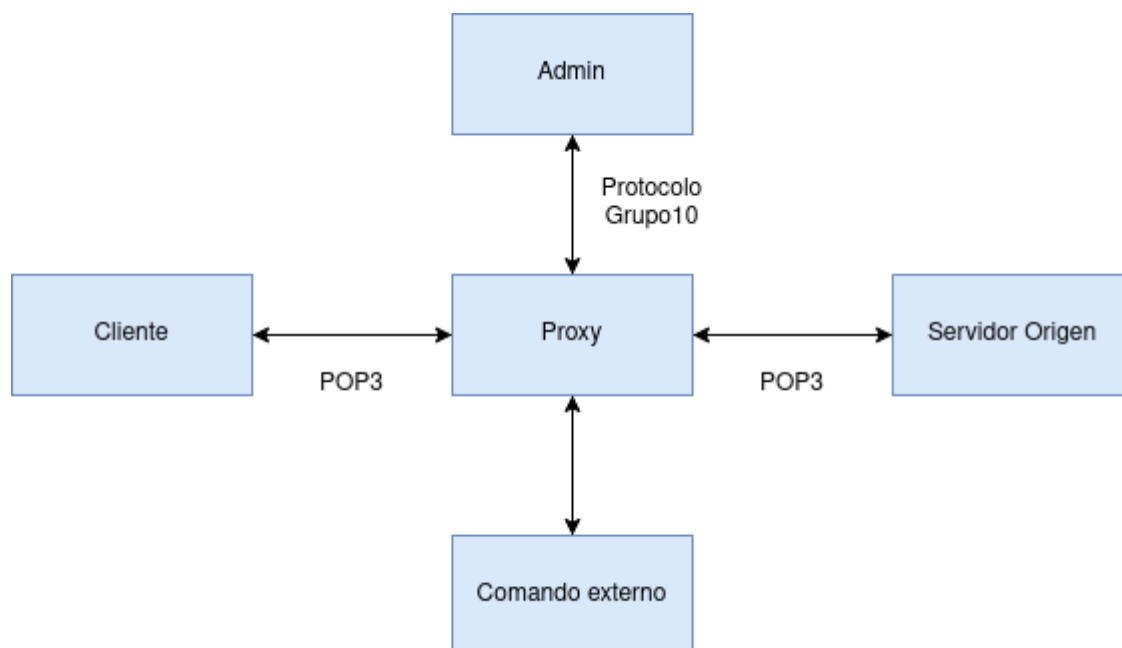 Admin
Protocolo
Grupo10
Cliente
Proxy
Servidor Origen
POP3
POP3
Comando externo